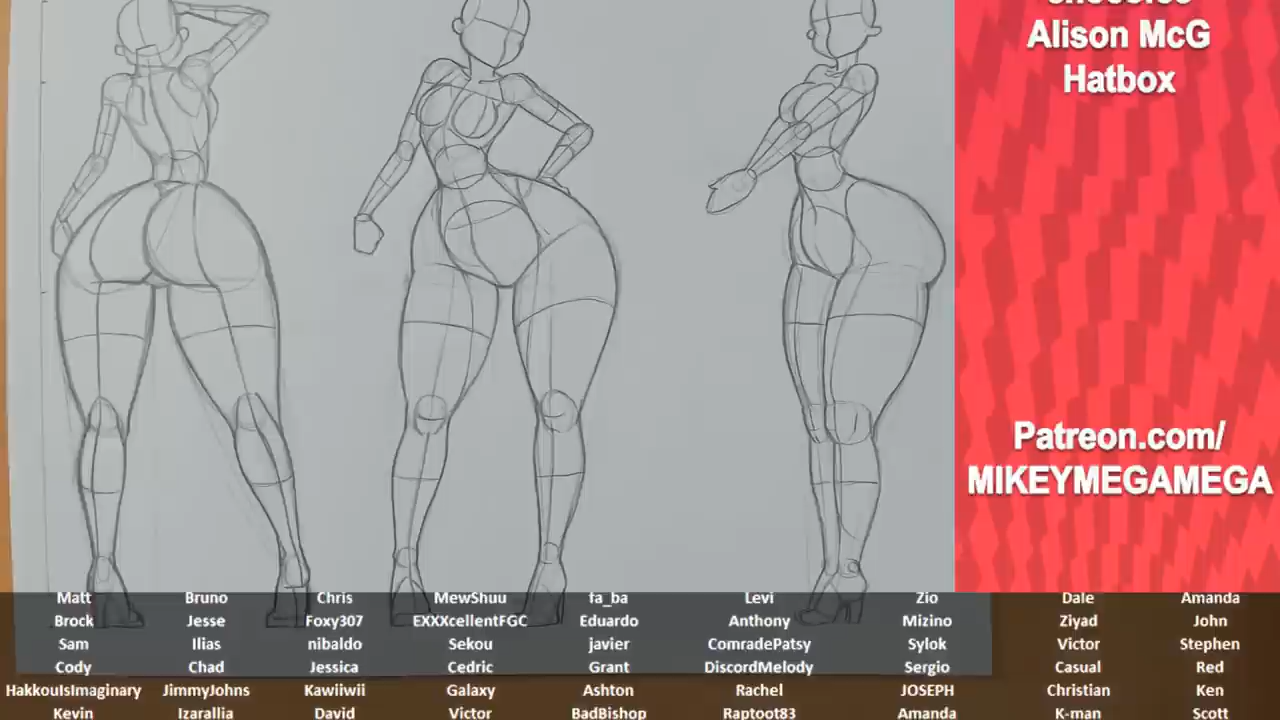 Alison McG
Hatbox
Patreon.com/
MIKEYMEGAMEGA
Matt Bruno Chris MewShuu fa_ba Levi Zio Dale Amanda
Brock Jesse Foxy307 EXXXcellentFGC Eduardo Anthony Mizino Ziyad John
Sam Ilias nibaldo Sekou javier ComradePatsy Sylok Victor Stephen
Cody Chad Jessica Cedric Grant DiscordMelody Sergio Casual Red
HakkouIsImaginary JimmyJohns Kawiiwii Galaxy Ashton Rachel JOSEPH Christian Ken
Kevin Izarallia David Victor BadBishop Raptoot83 Amanda K-man Scott